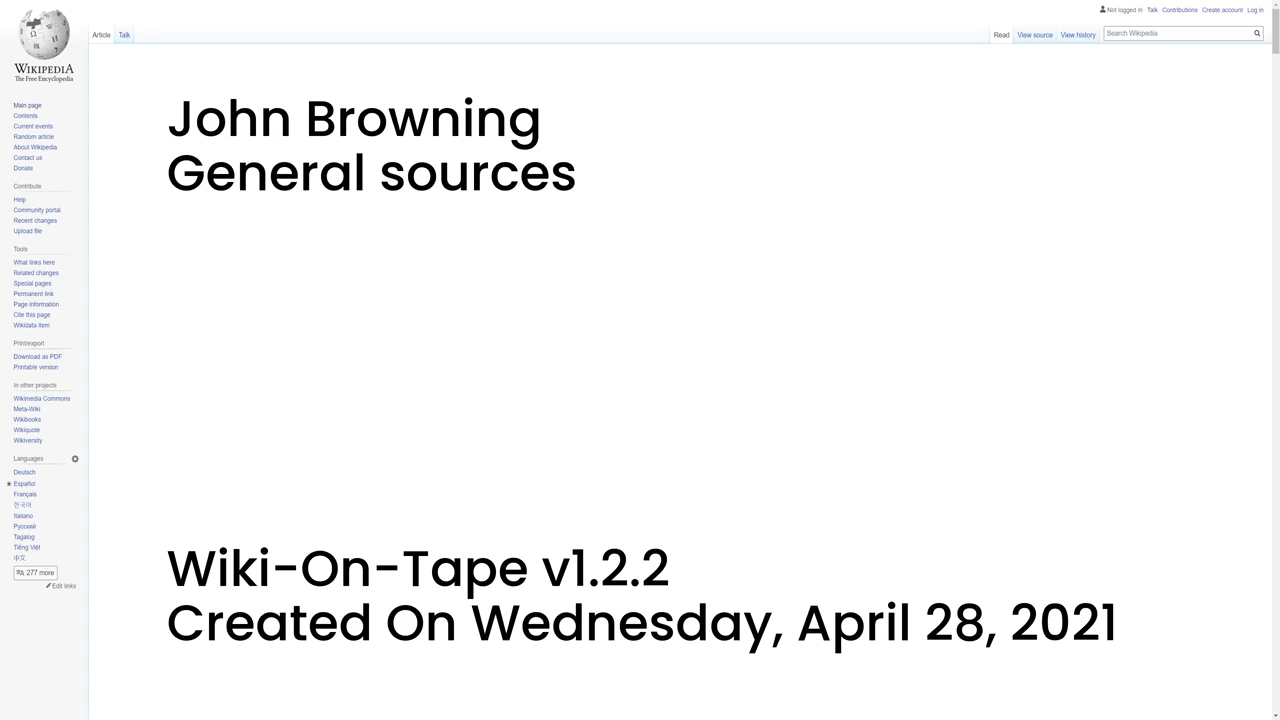 Not logged in Talk Contributions Create account Log in
Article Talk Read View source View history Search Wikipedia
WIKIPEDIA
The Free Encyclopedia
Main page
Contents
Current events
Random article
About Wikipedia
Contact us
Donate
Contribute
Help
Community portal
Recent changes
Upload file
Tools
What links here
Related changes
Special pages
Permanent link
Page information
Cite this page
Wikidata item
Print/export
Download as PDF
Printable version
In other projects
Wikimedia Commons
Meta-Wiki
Wikibooks
Wikiquote
Wikiversity
Languages
Deutsch
Español
Français
한국어
Italiano
Русский
Tagalog
Tiếng Việt
中文
277 more
Edit links
John Browning
General sources
Wiki-On-Tape v1.2.2
Created On Wednesday, April 28, 2021